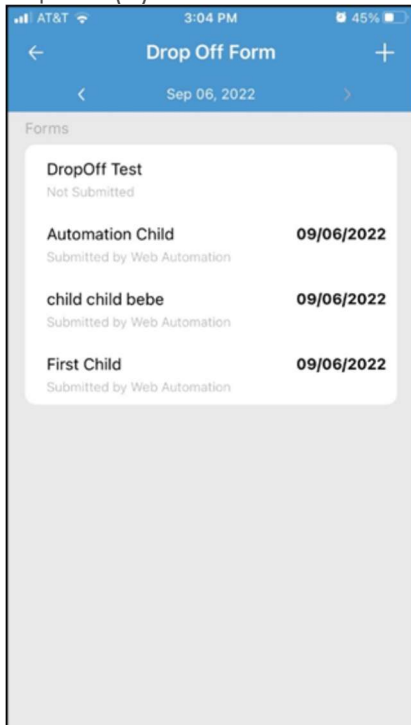 AT&T 3:04 PM 45%
Drop Off Form +
Sep 06, 2022
Forms
DropOff Test
Not Submitted
Automation Child 09/06/2022
Submitted by Web Automation
child child bebe 09/06/2022
Submitted by Web Automation
First Child 09/06/2022
Submitted by Web Automation